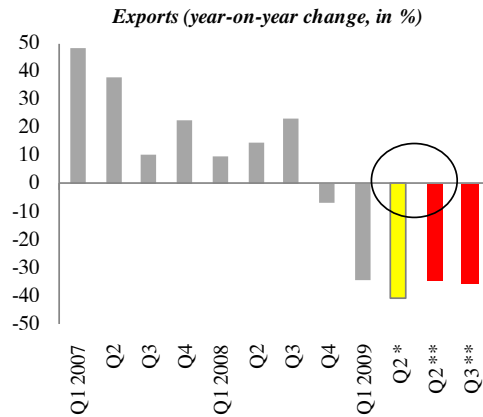 Exports (year-on-year change, in %)
50
40
30
20
10
0
-10
-20
-30
-40
-50
Q1 2007
Q2
Q3
Q4
Q1 2008
Q2
Q3
Q4
Q1 2009
Q2 *
Q2 **
Q3 **